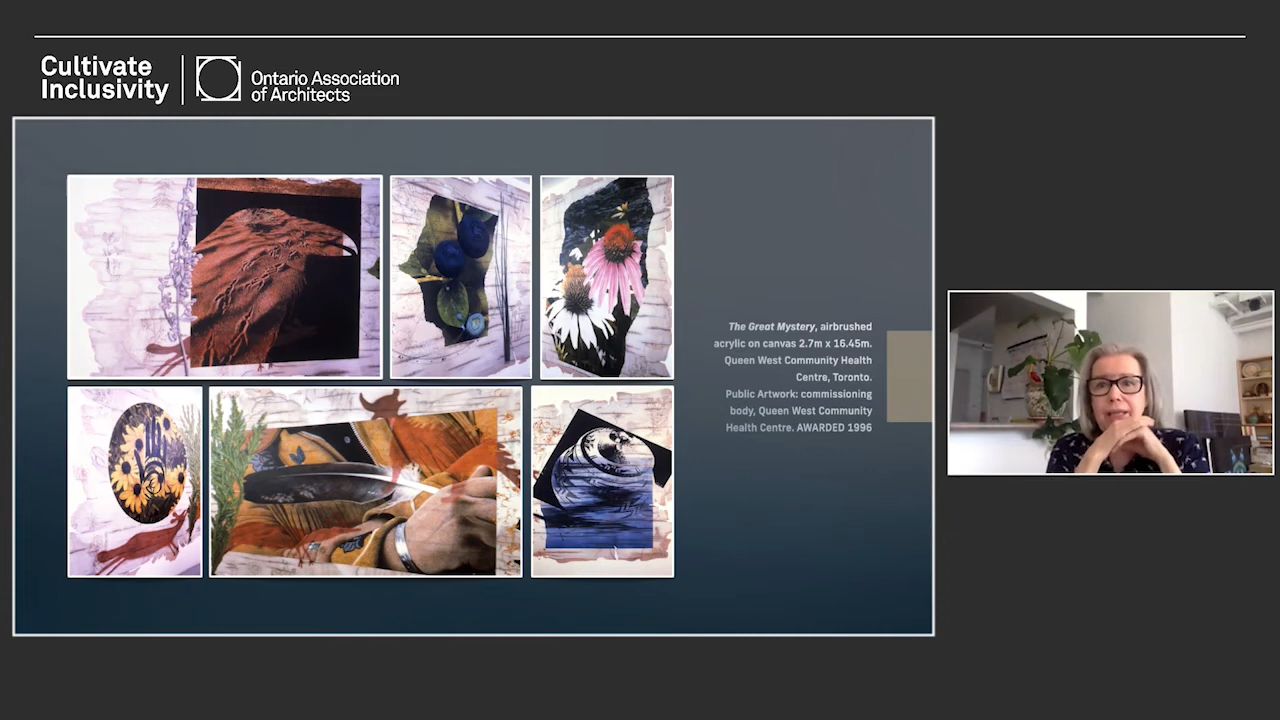 Cultivate
Inclusivity
Ontario Association
of Architects
The Great Mystery, airbrushed
acrylic on canvas 2.7m x 16.45m.
Queen West Community Health
Centre, Toronto.
Public Artwork: commissioning
body, Queen West Community
Health Centre. AWARDED 1996